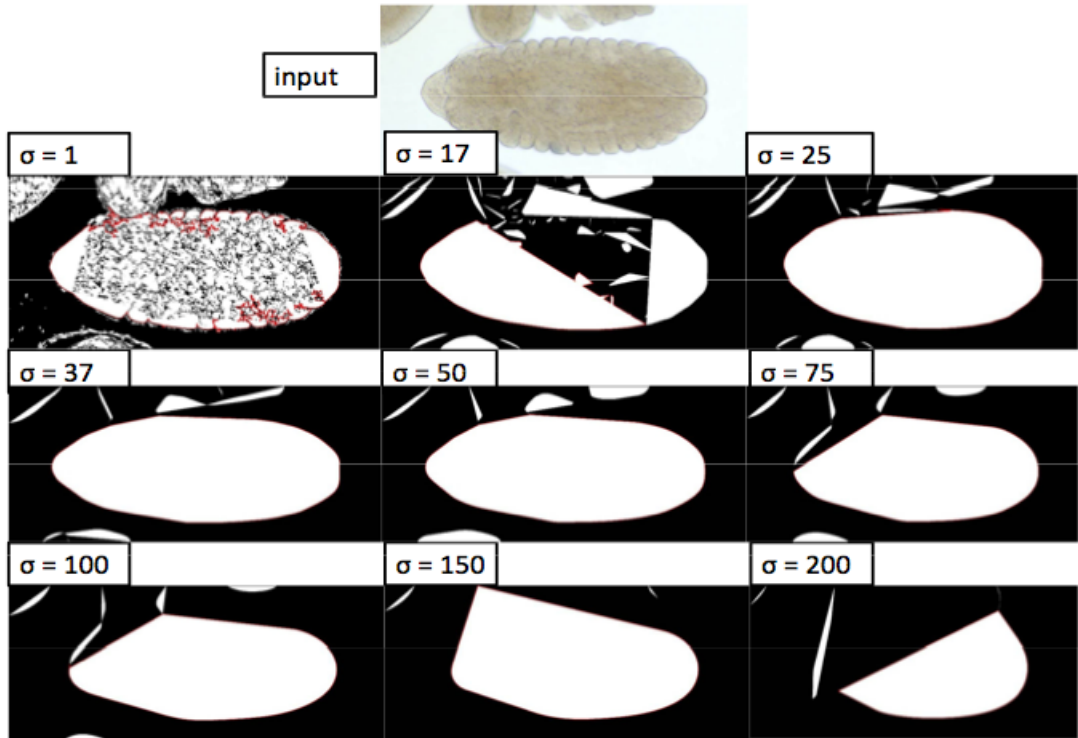 input
σ = 1
σ = 17
σ = 25
σ = 37
σ = 50
σ = 75
σ = 100
σ = 150
σ = 200